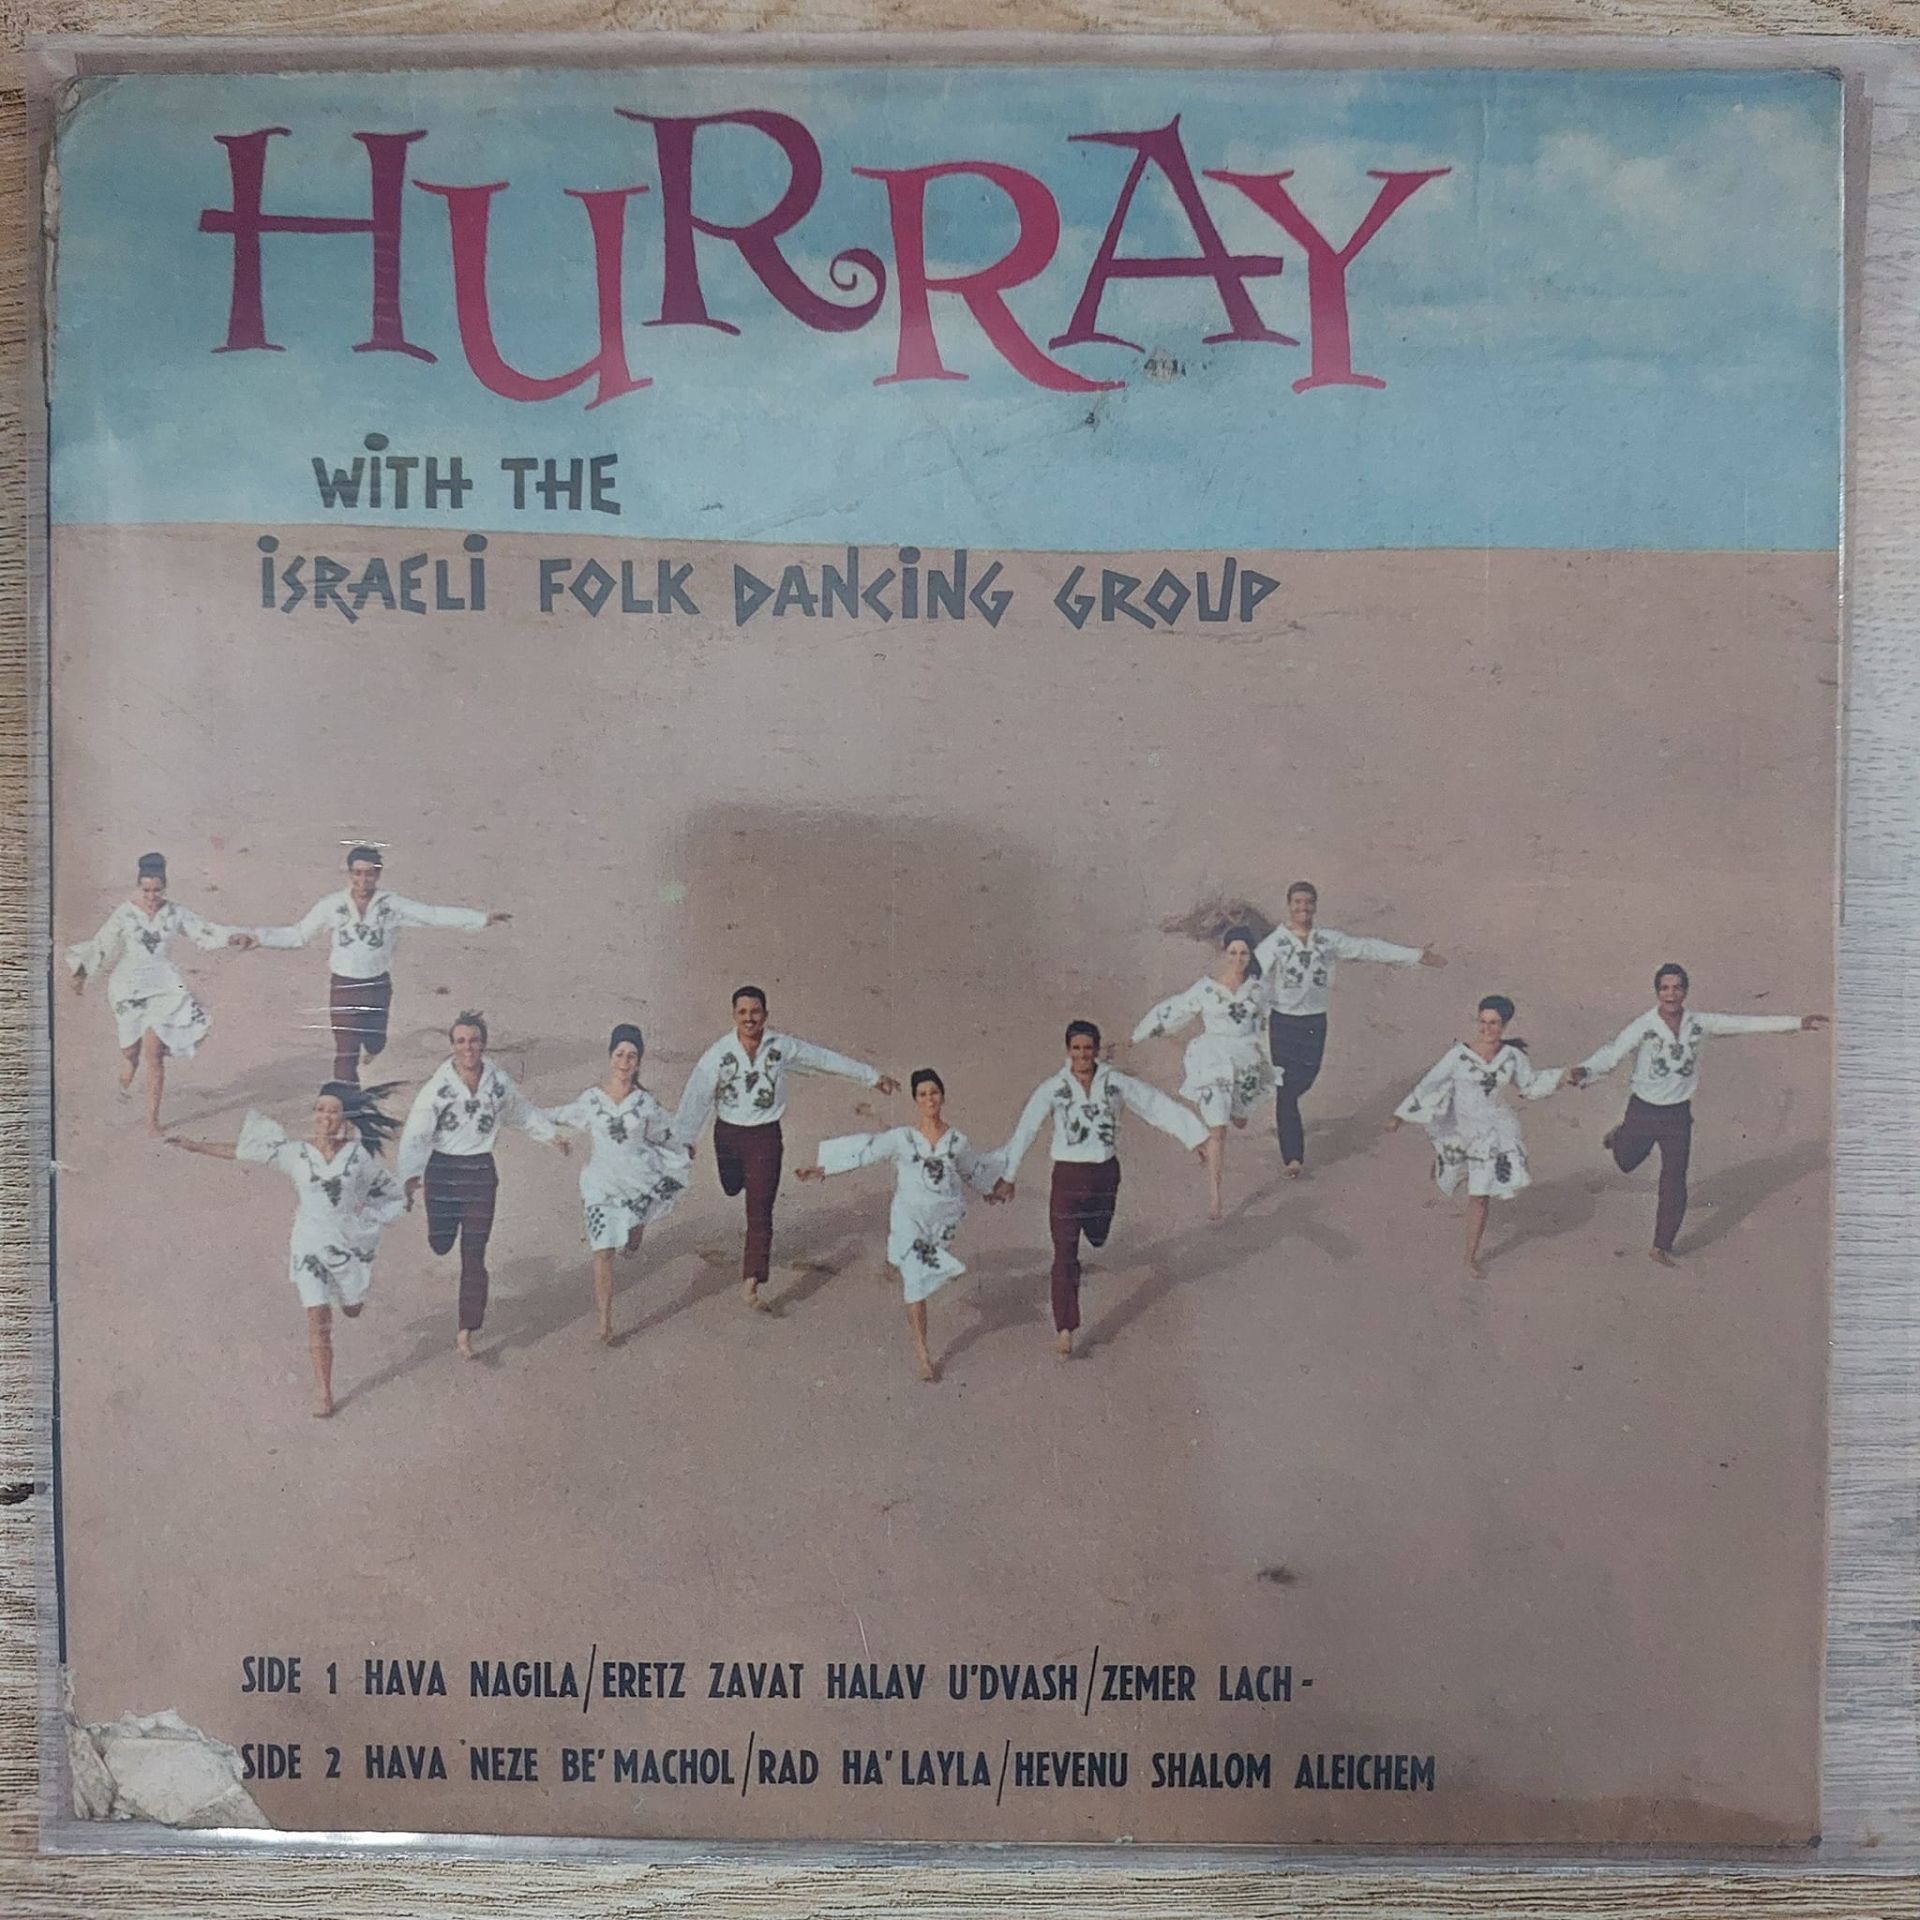 HURRAY
WITH THE
ISRAELI FOLK DANCING GROUP
SIDE 1 HAVA NAGILA/ERETZ ZAVAT HALAV U'DVASH/ZEMER LACH-
SIDE 2 HAVA NEZE BE'MACHOL/RAD HA'LAYLA/HEVENU SHALOM ALEICHEM